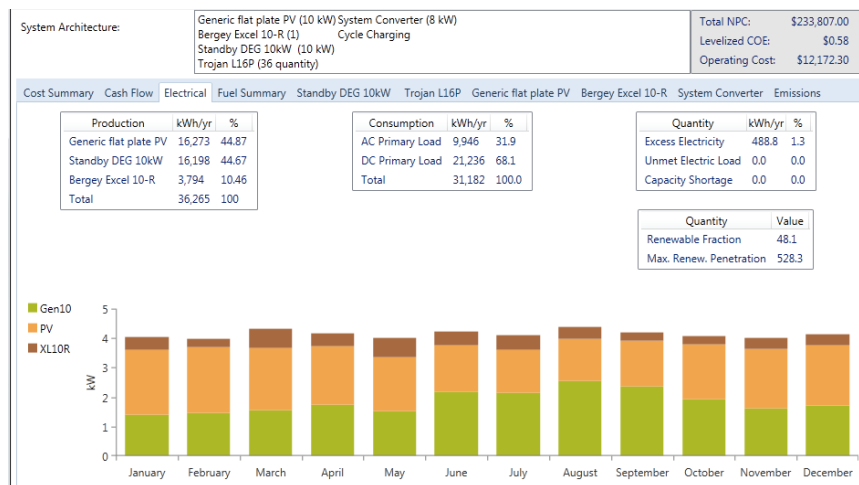 System Architecture:
Generic flat plate PV (10 kW) System Converter (8 kW)
Bergey Excel 10-R (1) Cycle Charging
Standby DEG 10kW (10 kW)
Trojan L16P (36 quantity)
Total NPC: $233,807.00
Levelized COE: $0.58
Operating Cost: $12,172.30
Cost Summary Cash Flow Electrical Fuel Summary Standby DEG 10kW Trojan L16P Generic flat plate PV Bergey Excel 10-R System Converter Emissions
Production kWh/yr %
Generic flat plate PV 16,273 44.87
Standby DEG 10kW 16,198 44.67
Bergey Excel 10-R 3,794 10.46
Total 36,265 100
Consumption kWh/yr %
AC Primary Load 9,946 31.9
DC Primary Load 21,236 68.1
Total 31,182 100.0
Quantity kWh/yr %
Excess Electricity 488.8 1.3
Unmet Electric Load 0.0 0.0
Capacity Shortage 0.0 0.0
Quantity Value
Renewable Fraction 48.1
Max. Renew. Penetration 528.3
Gen10
PV
XL10R
kW
5
4
3
2
1
0
January February March April May June July August September October November December